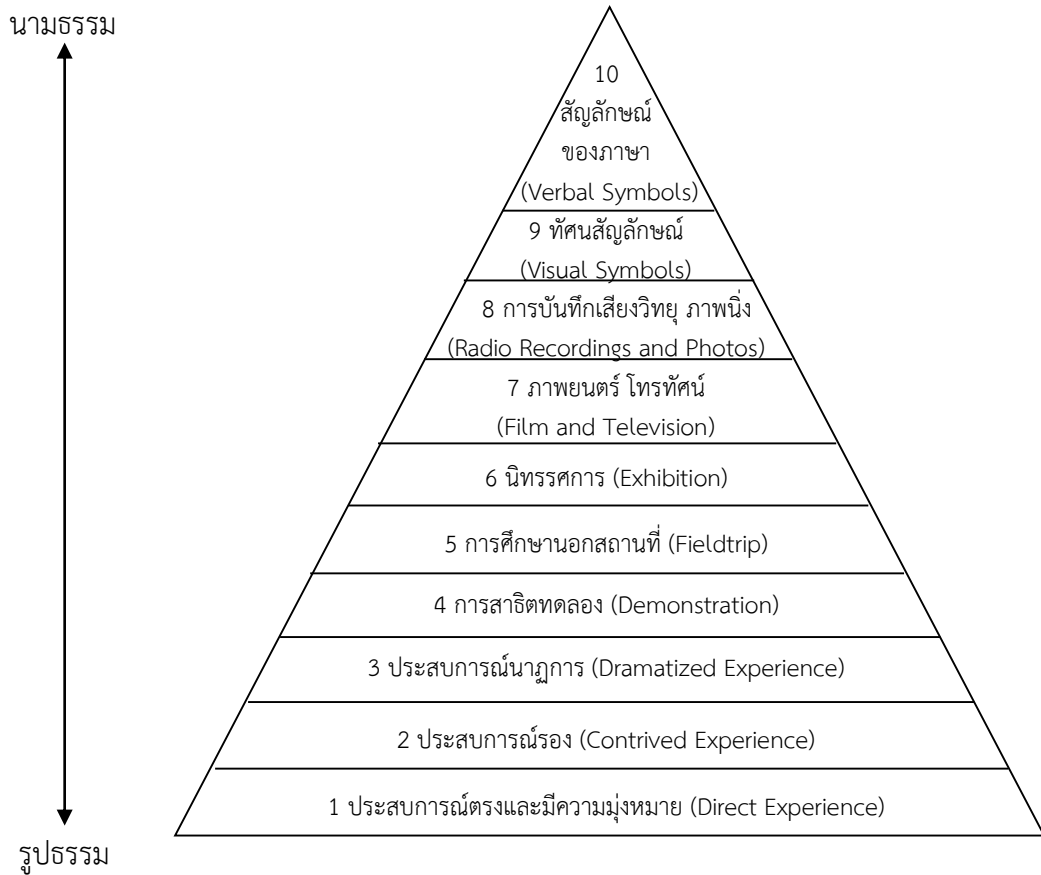 นามธรรม
10
สัญลักษณ์
ของภาษา
(Verbal Symbols)
9 ทัศนสัญลักษณ์
(Visual Symbols)
8 การบันทึกเสียงวิทยุ ภาพนิ่ง
(Radio Recordings and Photos)
7 ภาพยนตร์ โทรทัศน์
(Film and Television)
6 นิทรรศการ (Exhibition)
5 การศึกษานอกสถานที่ (Fieldtrip)
4 การสาธิตทดลอง (Demonstration)
3 ประสบการณ์นาฏการ (Dramatized Experience)
2 ประสบการณ์รอง (Contrived Experience)
1 ประสบการณ์ตรงและมีความมุ่งหมาย (Direct Experience)
รูปธรรม